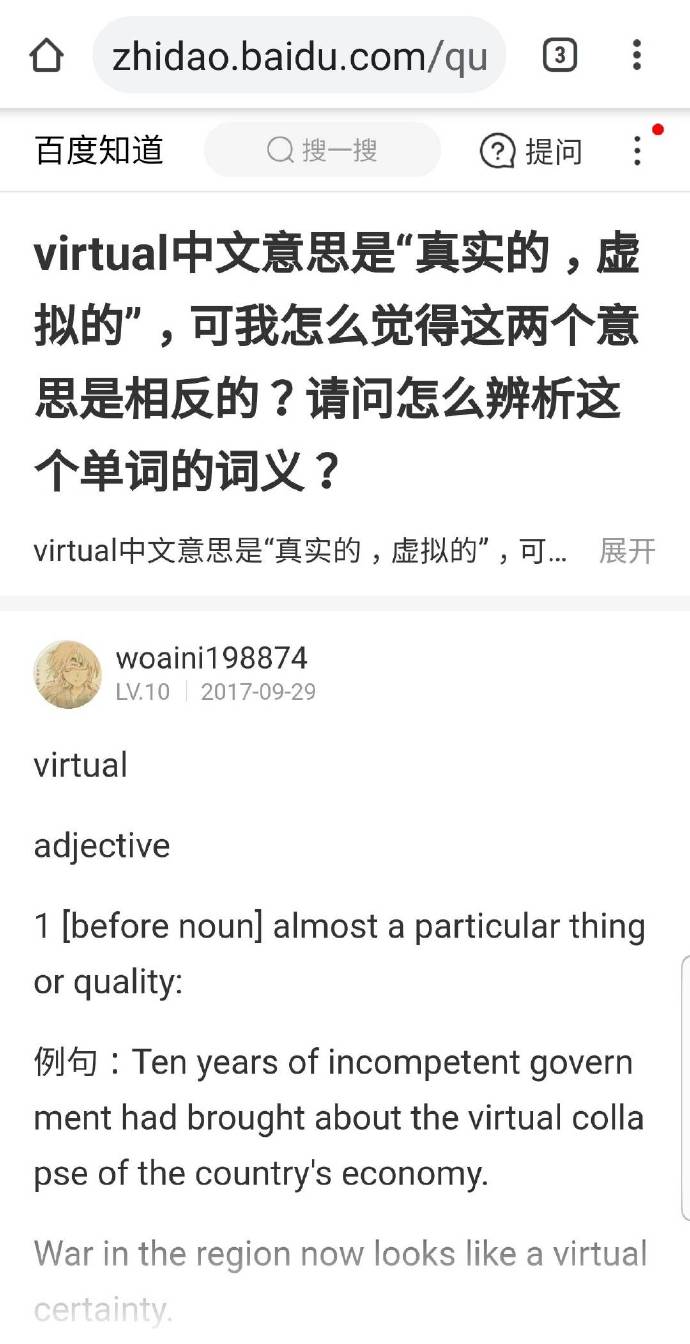 zhidao.baidu.com/qu
3
百度知道
搜一搜
提问
virtual中文意思是“真实的，虚
拟的”，可我怎么觉得这两个意
思是相反的？请问怎么辨析这
个单词的词义？
virtual中文意思是“真实的，虚拟的”，可...
展开
woaini198874
LV.10
2017-09-29
virtual
adjective
1 [before noun] almost a particular thing
or quality:
例句：Ten years of incompetent govern
ment had brought about the virtual colla
pse of the country's economy.
War in the region now looks like a virtual
certainty.